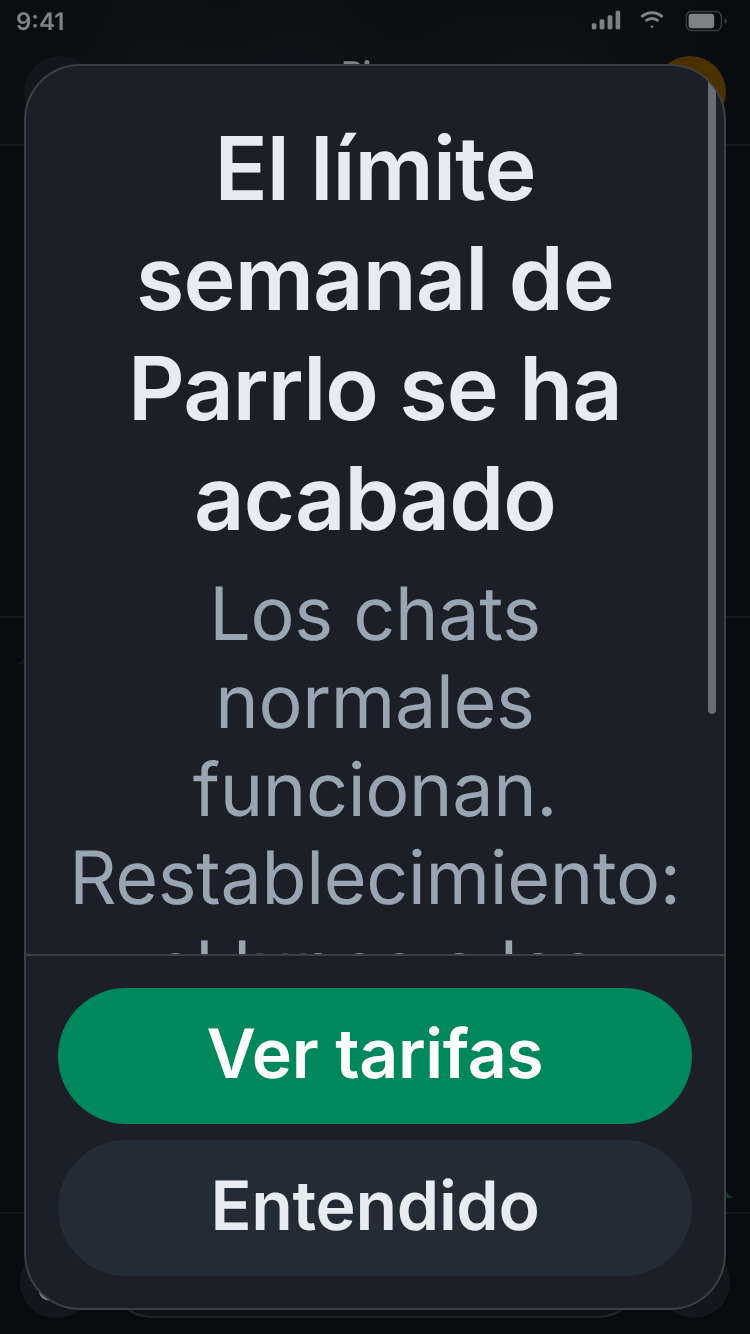 9:41
El límite
semanal de
Parrlo se ha
acabado
Los chats
normales
funcionan.
Restablecimiento:
Ver tarifas
Entendido